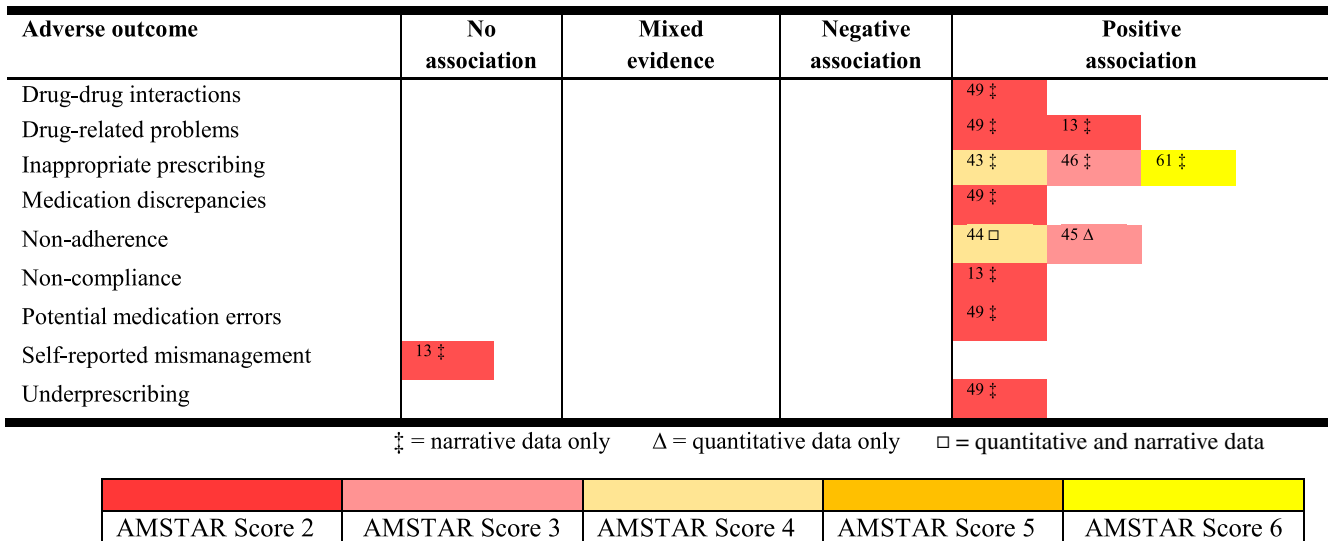 Adverse outcome No Mixed Negative Positive
association evidence association association
Drug-drug interactions 49 ‡
Drug-related problems 49 ‡ 13 ‡
Inappropriate prescribing 43 ‡ 46 ‡ 61 ‡
Medication discrepancies 49 ‡
Non-adherence 44 □ 45 Δ
Non-compliance 13 ‡
Potential medication errors 49 ‡
Self-reported mismanagement 13 ‡
Underprescribing 49 ‡
‡ = narrative data only Δ = quantitative data only □ = quantitative and narrative data
AMSTAR Score 2 AMSTAR Score 3 AMSTAR Score 4 AMSTAR Score 5 AMSTAR Score 6